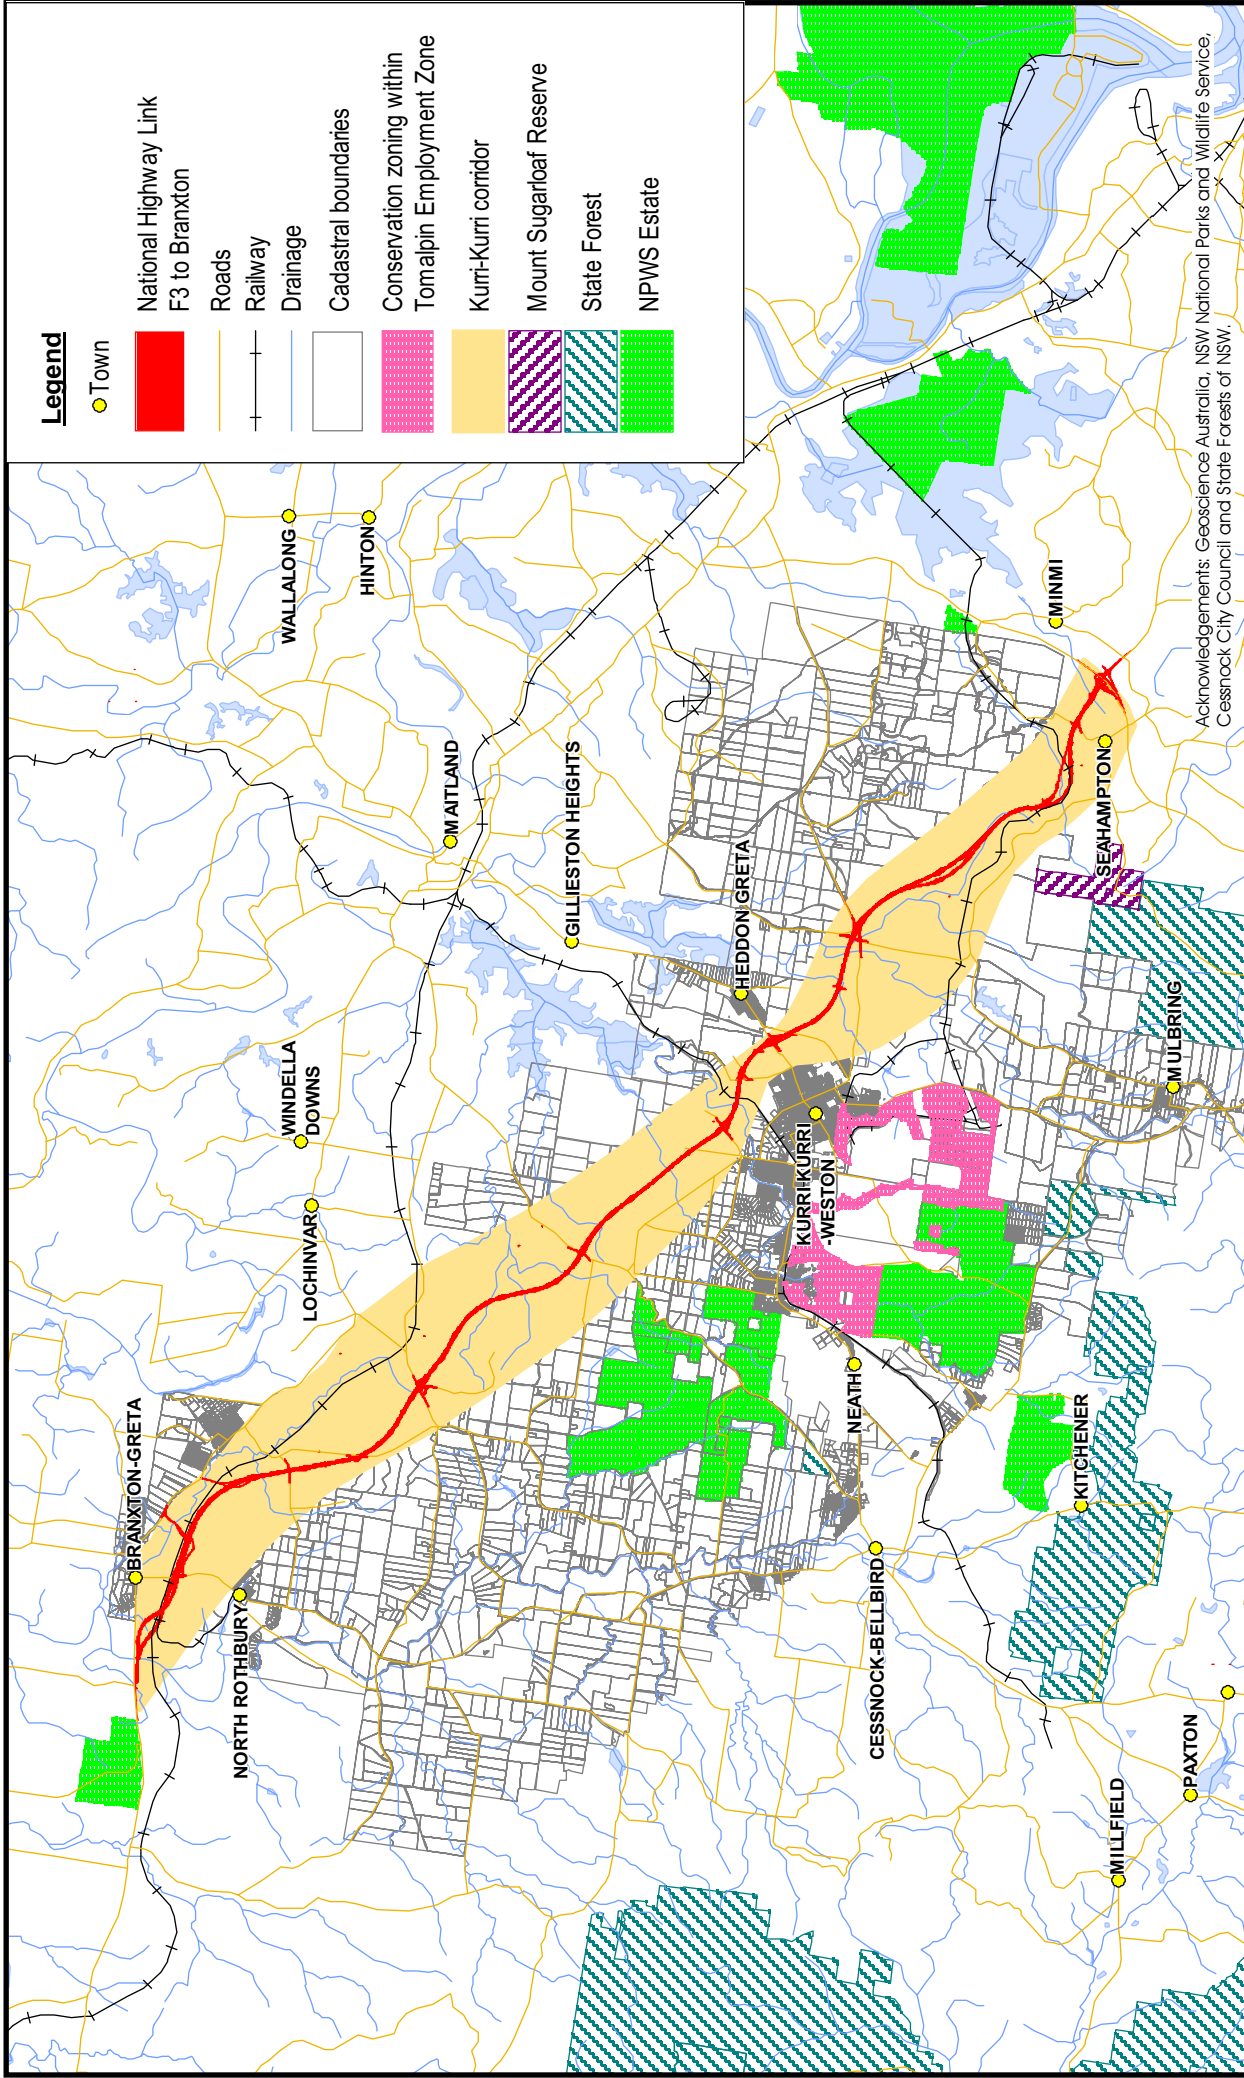 Legend
Town
National Highway Link
F3 to Branxton
Roads
Railway
Drainage
Cadastral boundaries
Conservation zoning within
Tomalpin Employment Zone
Kurri-Kurri corridor
Mount Sugarloaf Reserve
State Forest
NPWS Estate
BRANXTON-GRETA
NORTH ROTHBURY
LOCHINVAR
WINDELLA
DOWNS
WALLALONG
HINTON
MAITLAND
GILLIESTON HEIGHTS
HEDDON GRETA
KURRI-KURRI
-WESTON
NEATH
CESSNOCK-BELLBIRD
KITCHENER
MINMI
SEAHAMPTON
MULBRING
MILLFIELD
PAXTON
Acknowledgements: Geoscience Australia, NSW National Parks and Wildlife Service,
Cessnock City Council and State Forests of NSW.